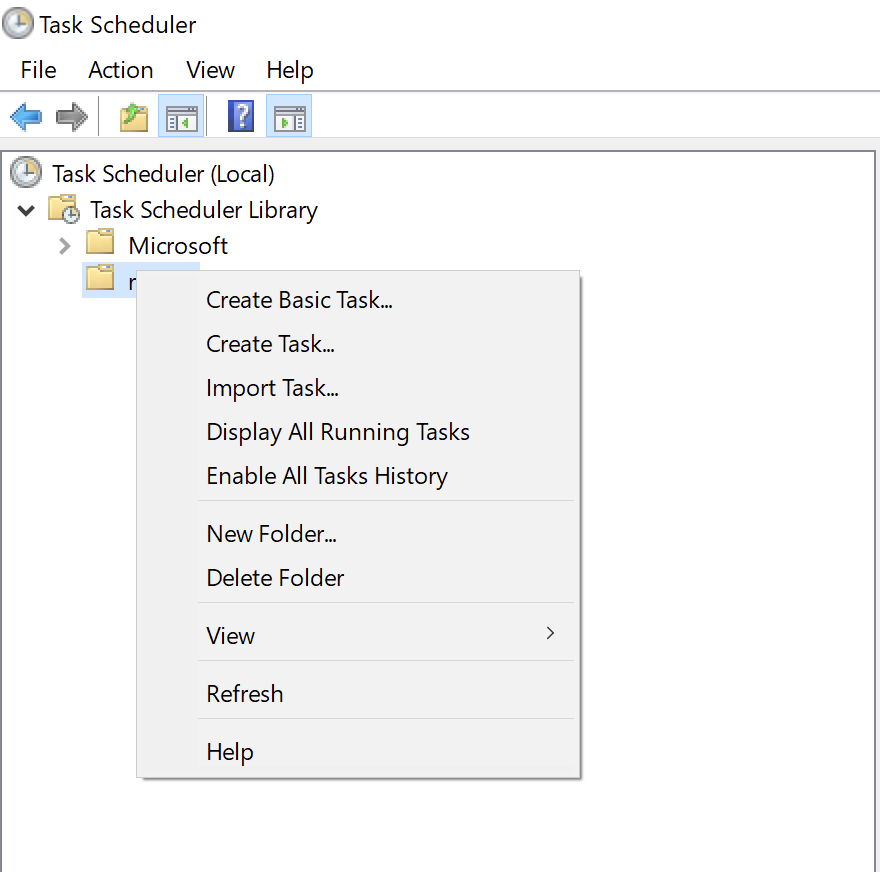 Task Scheduler
File Action View Help
Task Scheduler (Local)
Task Scheduler Library
Microsoft
Create Basic Task...
Create Task...
Import Task...
Display All Running Tasks
Enable All Tasks History
New Folder...
Delete Folder
View
Refresh
Help